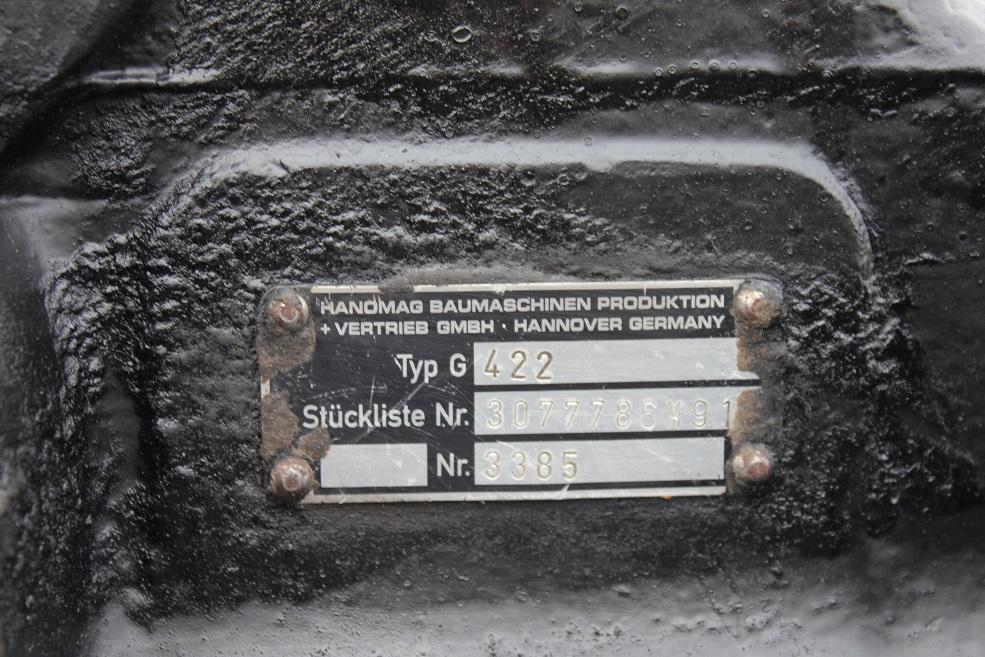 HANOMAG BAUMASCHINEN PRODUKTION
+ VERTRIEB GMBH · HANNOVER GERMANY
Typ G 422
Stückliste Nr. 3077786M91
Nr. 3385